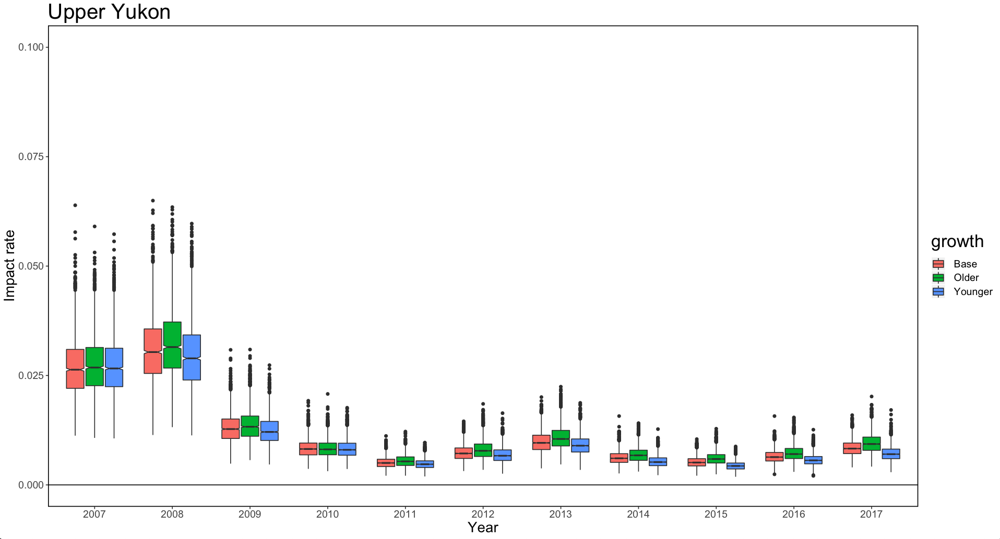 Upper Yukon
0.100
0.075
0.050
0.025
0.000
Impact rate
2007 2008 2009 2010 2011 2012 2013 2014 2015 2016 2017
Year
growth
Base
Older
Younger